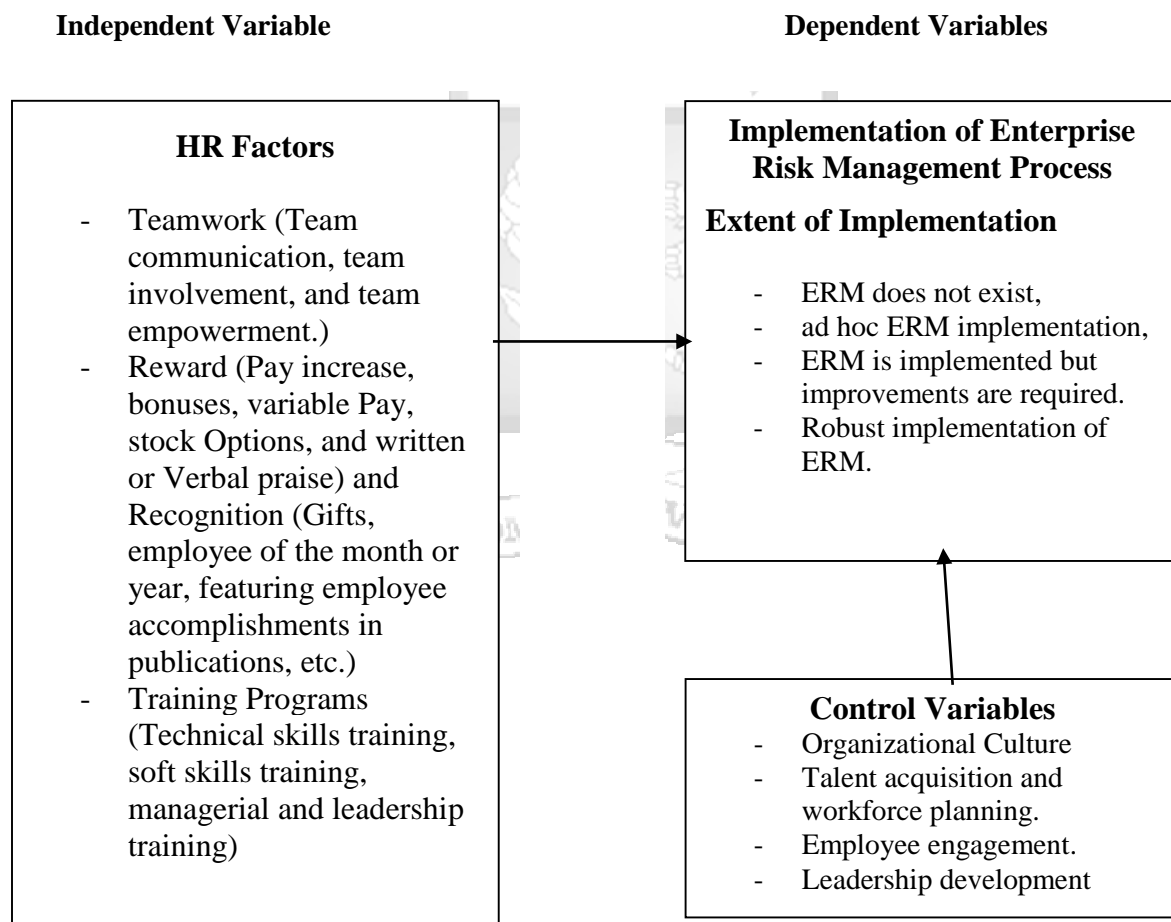 Independent Variable
Dependent Variables
HR Factors
- Teamwork (Team
communication, team
involvement, and team
empowerment.)
- Reward (Pay increase,
bonuses, variable Pay,
stock Options, and written
or Verbal praise) and
Recognition (Gifts,
employee of the month or
year, featuring employee
accomplishments in
publications, etc.)
- Training Programs
(Technical skills training,
soft skills training,
managerial and leadership
training)
Implementation of Enterprise
Risk Management Process
Extent of Implementation
- ERM does not exist,
- ad hoc ERM implementation,
- ERM is implemented but
improvements are required.
- Robust implementation of
ERM.
Control Variables
- Organizational Culture
- Talent acquisition and
workforce planning.
- Employee engagement.
- Leadership development